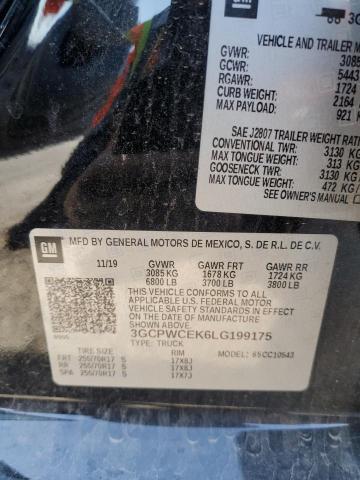 GM
GM
3G
VEHICLE AND TRAILER M
GVWR: 3085
GCWR: 5443
RGAWR: 1724
CURB WEIGHT: 2164
MAX PAYLOAD: 921 K
SAE J2807 TRAILER WEIGHT RATIN
CONVENTIONAL TWR: 3130 KG
MAX TONGUE WEIGHT: 313 KG
GOOSENECK TWR: 3130 KG
MAX TONGUE WEIGHT: 472 KG
SEE OWNER'S MANUAL
GM
MFD BY GENERAL MOTORS DE MEXICO, S. DE R.L. DE C.V.
11/19 GVWR GAWR FRT GAWR RR
3085 KG 1678 KG 1724 KG
6800 LB 3700 LB 3800 LB
THIS VEHICLE CONFORMS TO ALL
APPLICABLE U.S. FEDERAL MOTOR
VEHICLE SAFETY STANDARDS IN
EFFECT ON THE DATE OF
MANUFACTURE SHOWN ABOVE.
3GCPWCEK6LG199175
TYPE: TRUCK
TIRE SIZE RIM MODEL: 65CC10543
FRT 255/70R17 S 17X8J
RR 255/70R17 S 17X8J
SPA 255/70R17 S 17X7J